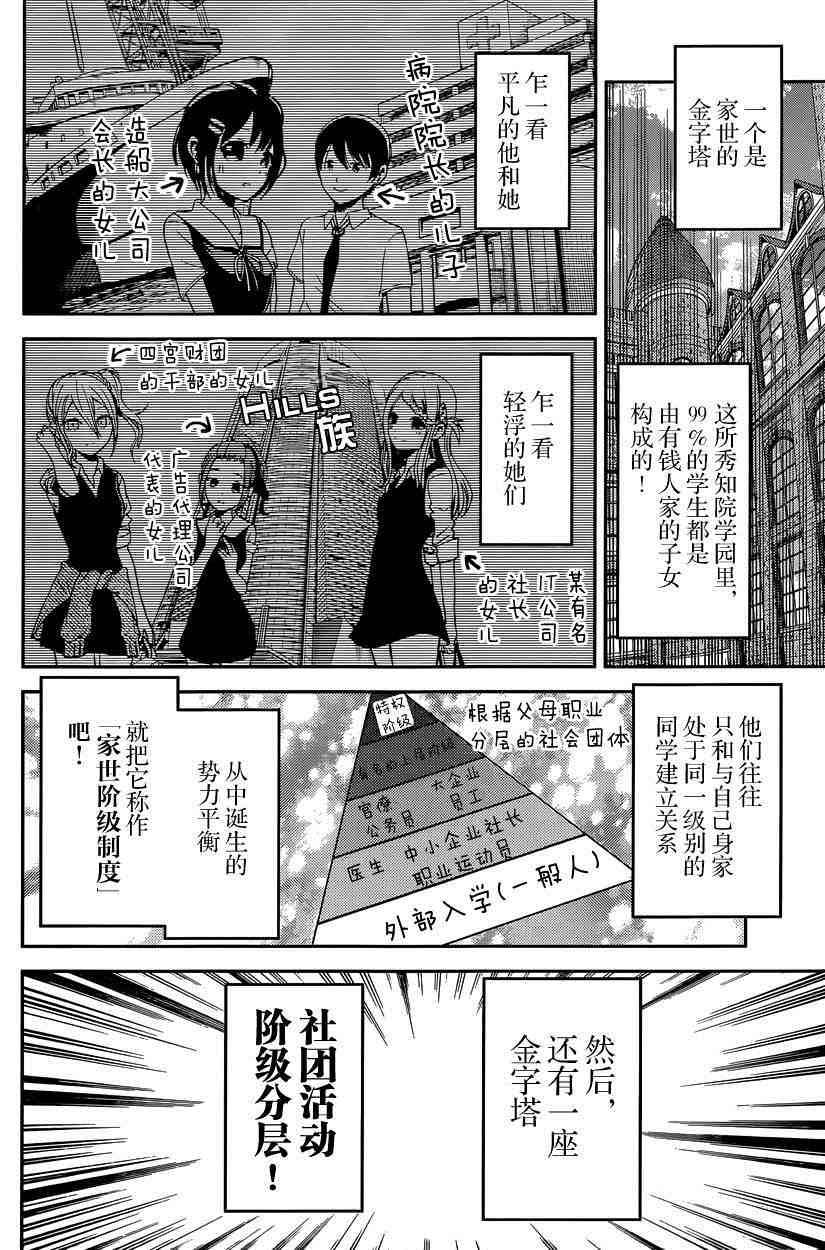 一个是
家世的
金字塔
这所秀知院学园里，
99%的学生都是
由有钱人家的子女
构成的！
乍一看
平凡的他和她
病院院长的儿子
造船大公司
会长的女儿
乍一看
轻浮的她们
HILLS
族
某有名
IT公司
社长
的女儿
广告代理公司
代表的女儿
四宫财团
的干部的女儿
他们往往
只和与自己身家
处于同一级别的
同学建立关系
根据父母职业
分层的社会团体
特权
阶级
官僚 大企业
公务员 员工
医生 中小企业社长
职业运动员
外部入学(一般人)
从中诞生的
势力平衡
就把它称作
「家世阶级制度」
吧！
然后，
还有一座
金字塔
社团活动
阶级分层！